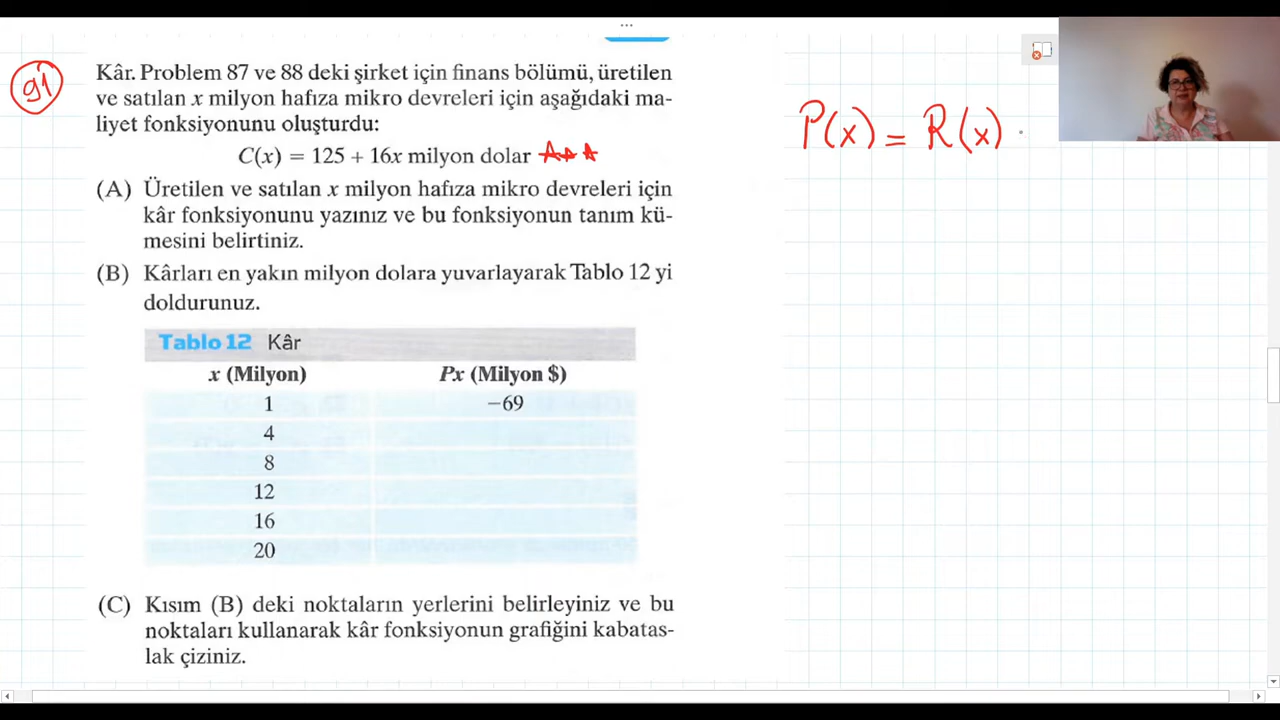 91
Kâr. Problem 87 ve 88 deki şirket için finans bölümü, üretilen
ve satılan x milyon hafıza mikro devreleri için aşağıdaki ma-
liyet fonksiyonunu oluşturdu:
C(x) = 125 + 16x milyon dolar
(A) Üretilen ve satılan x milyon hafıza mikro devreleri için
kâr fonksiyonunu yazınız ve bu fonksiyonun tanım kü-
mesini belirtiniz.
(B) Kârları en yakın milyon dolara yuvarlayarak Tablo 12 yi
doldurunuz.
Tablo 12 Kâr
x (Milyon) Px (Milyon $)
1 −69
4
8
12
16
20
(C) Kısım (B) deki noktaların yerlerini belirleyiniz ve bu
noktaları kullanarak kâr fonksiyonun grafiğini kabatas-
lak çiziniz.
P(x) = R(x)